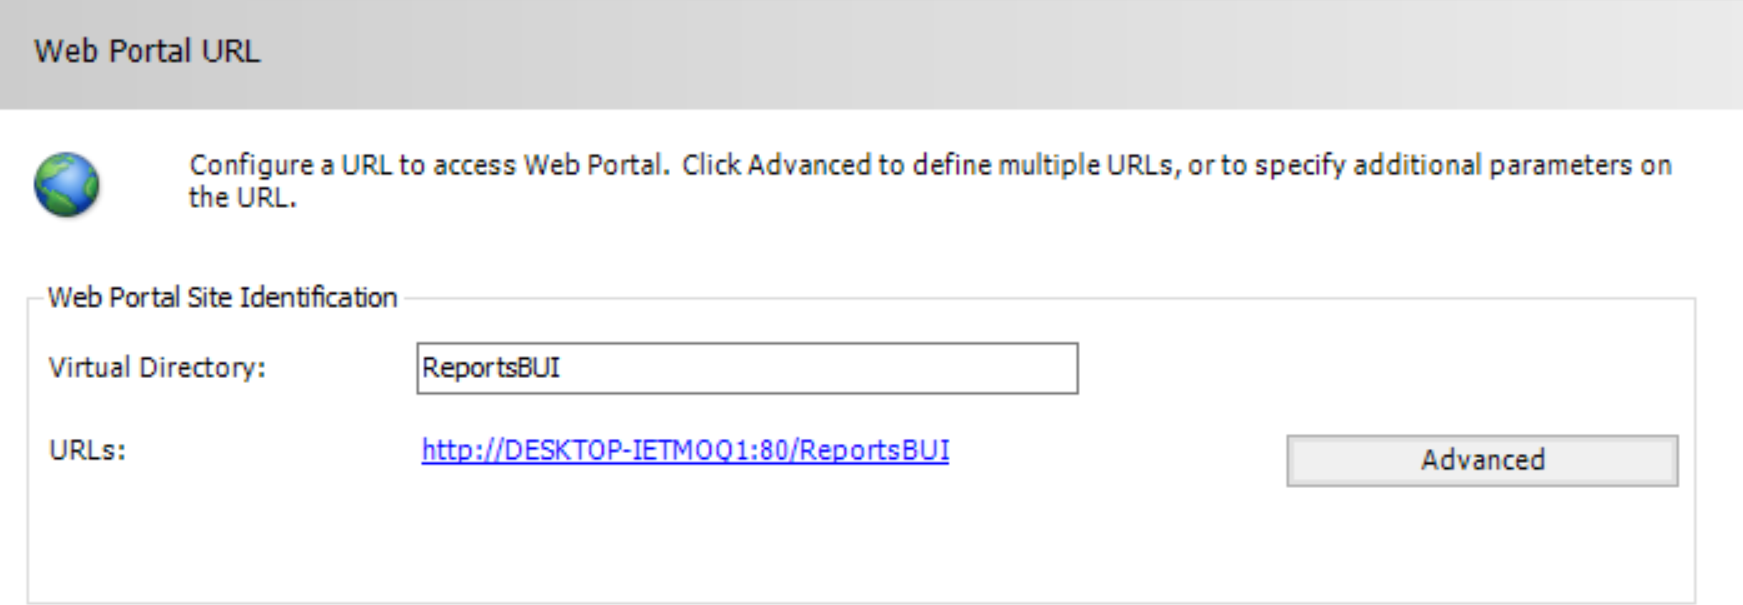 Web Portal URL
Configure a URL to access Web Portal. Click Advanced to define multiple URLs, or to specify additional parameters on
the URL.
Web Portal Site Identification
Virtual Directory: ReportsBUI
URLs: http://DESKTOP-IETMOQ1:80/ReportsBUI
Advanced